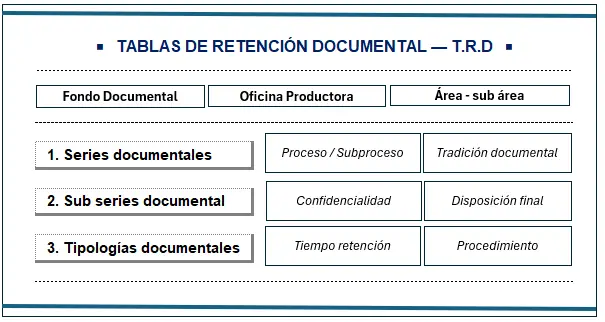 ▪ TABLAS DE RETENCIÓN DOCUMENTAL — T.R.D ▪
Fondo Documental Oficina Productora Área - sub área
1. Series documentales Proceso / Subproceso Tradición documental
2. Sub series documental Confidencialidad Disposición final
3. Tipologías documentales Tiempo retención Procedimiento